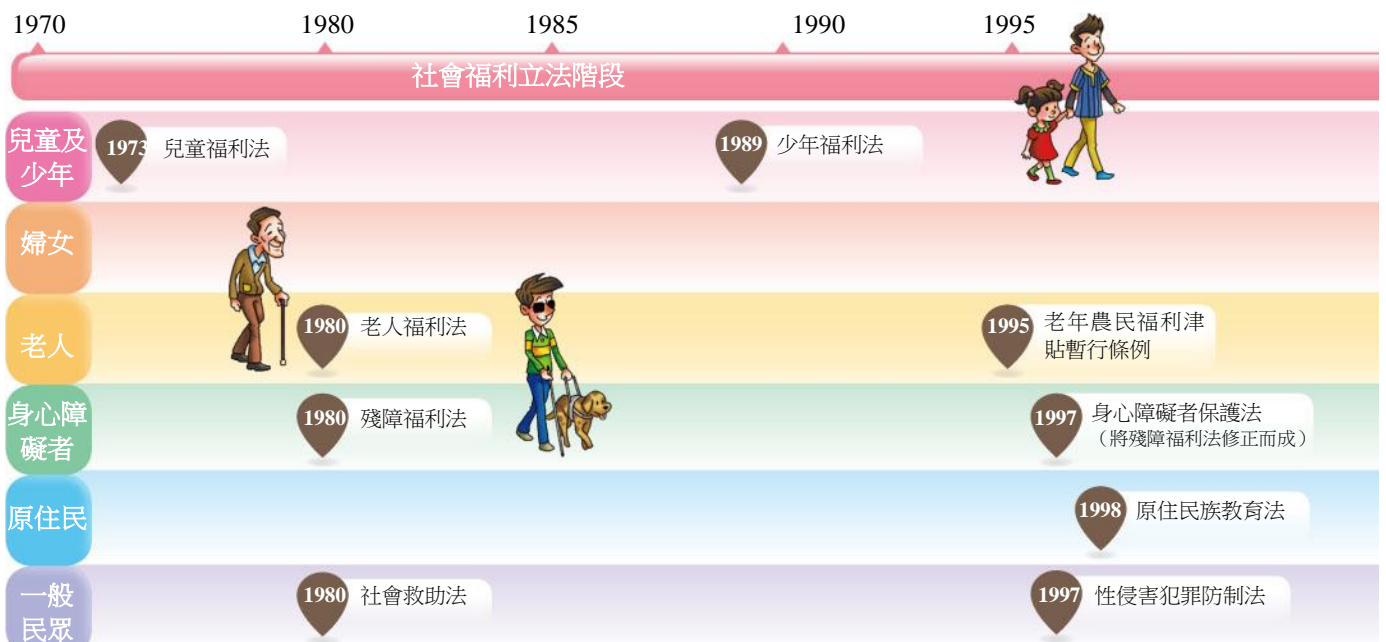 1970 1980 1985 1990 1995
社會福利立法階段
兒童及
少年
1973 兒童福利法
1989 少年福利法
婦女
老人
1980 老人福利法
1995 老年農民福利津
貼暫行條例
身心障
礙者
1980 殘障福利法
1997 身心障礙者保護法
（將殘障福利法修正而成）
原住民
1998 原住民族教育法
一般
民眾
1980 社會救助法
1997 性侵害犯罪防制法